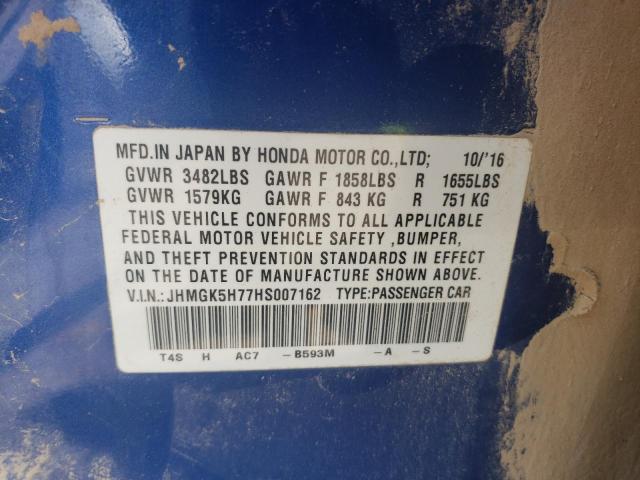 MFD.IN JAPAN BY HONDA MOTOR CO.,LTD; 10/'16
GVWR 3482LBS GAWR F 1858LBS R 1655LBS
GVWR 1579KG GAWR F 843 KG R 751 KG
THIS VEHICLE CONFORMS TO ALL APPLICABLE
FEDERAL MOTOR VEHICLE SAFETY ,BUMPER,
AND THEFT PREVENTION STANDARDS IN EFFECT
ON THE DATE OF MANUFACTURE SHOWN ABOVE.
V.I.N.: JHMGK5H77HS007162 TYPE:PASSENGER CAR
T4S H AC7 -B593M -A -S